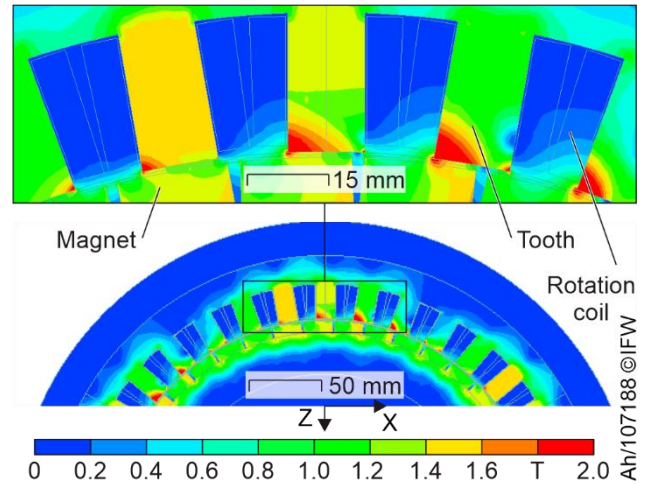 15 mm
Magnet
Tooth
Rotation
coil
50 mm
Z
X
0 0.2 0.4 0.6 0.8 1.0 1.2 1.4 1.6 T 2.0
Ah/107188 ©IFW